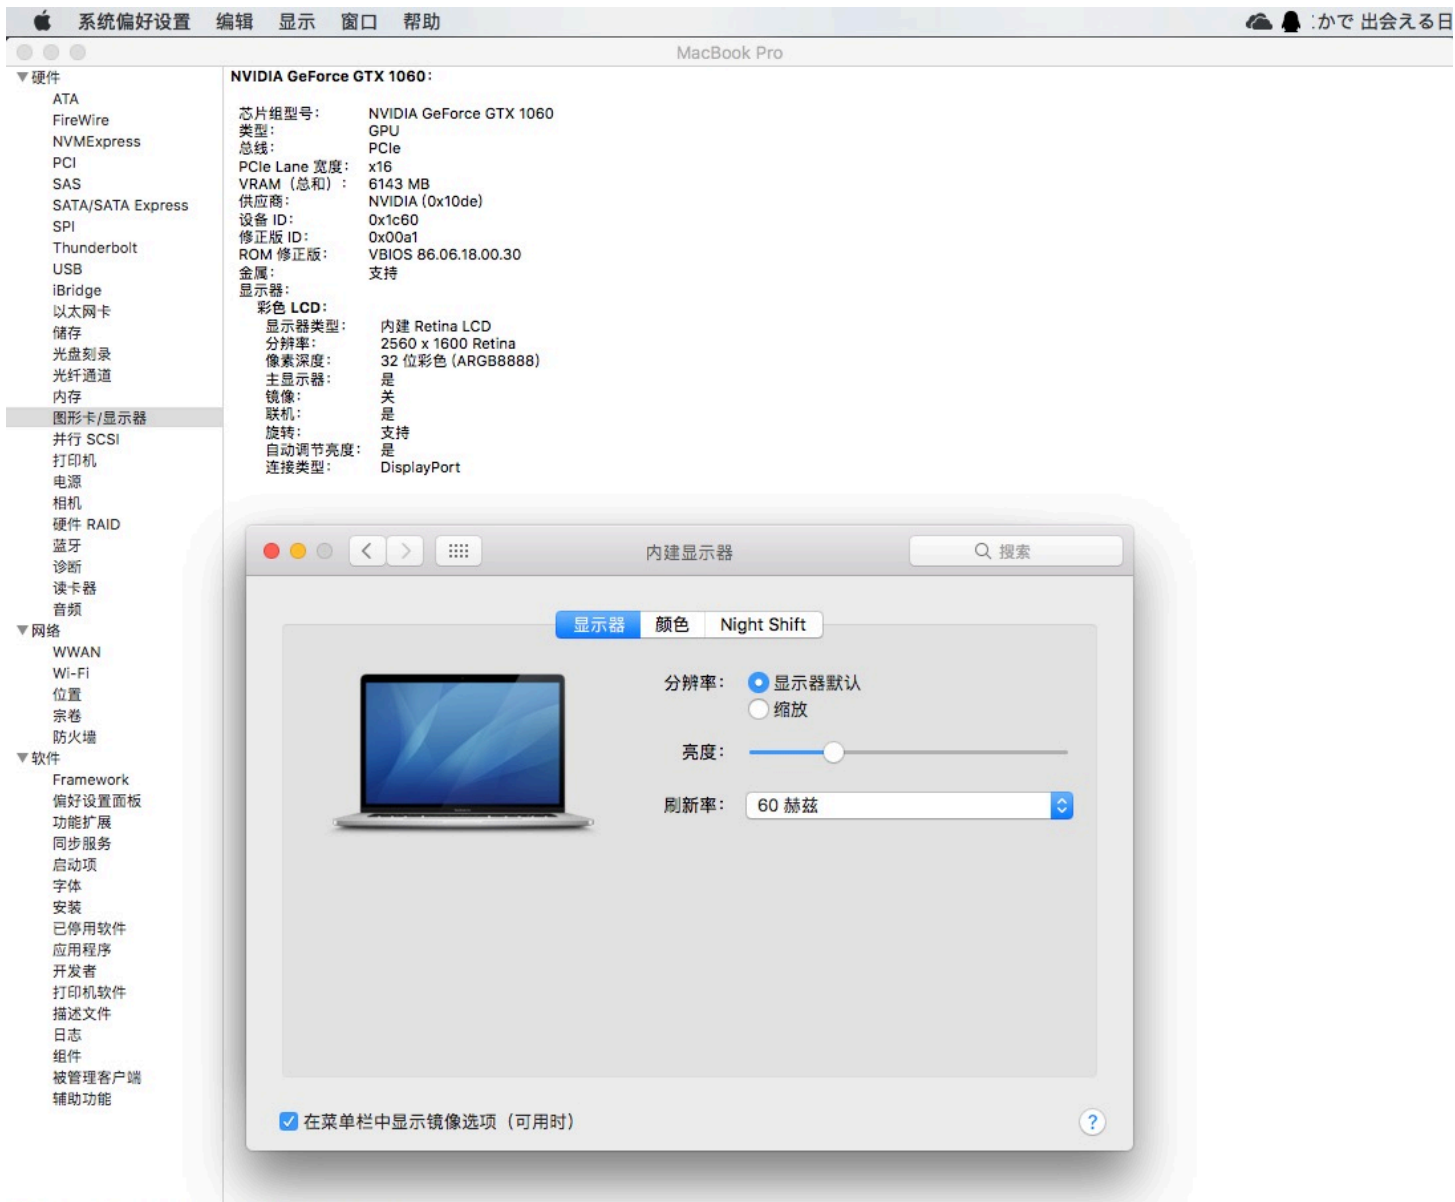 系统偏好设置 编辑 显示 窗口 帮助 かで 出会える日
MacBook Pro
硬件
ATA
FireWire
NVMExpress
PCI
SAS
SATA/SATA Express
SPI
Thunderbolt
USB
iBridge
以太网卡
储存
光盘刻录
光纤通道
内存
图形卡/显示器
并行 SCSI
打印机
电源
相机
硬件 RAID
蓝牙
诊断
读卡器
音频
网络
WWAN
Wi-Fi
位置
宗卷
防火墙
软件
Framework
偏好设置面板
功能扩展
同步服务
启动项
字体
安装
已停用软件
应用程序
开发者
打印机软件
描述文件
日志
组件
被管理客户端
辅助功能
NVIDIA GeForce GTX 1060：
芯片组型号： NVIDIA GeForce GTX 1060
类型： GPU
总线： PCIe
PCIe Lane 宽度： x16
VRAM（总和）： 6143 MB
供应商： NVIDIA (0x10de)
设备 ID： 0x1c60
修正版 ID： 0x00a1
ROM 修正版： VBIOS 86.06.18.00.30
金属： 支持
显示器：
彩色 LCD：
显示器类型： 内建 Retina LCD
分辨率： 2560 x 1600 Retina
像素深度： 32 位彩色 (ARGB8888)
主显示器： 是
镜像： 关
联机： 是
旋转： 支持
自动调节亮度： 是
连接类型： DisplayPort
内建显示器 搜索
显示器 颜色 Night Shift
分辨率： 显示器默认
缩放
亮度：
刷新率： 60 赫兹
在菜单栏中显示镜像选项（可用时） ?